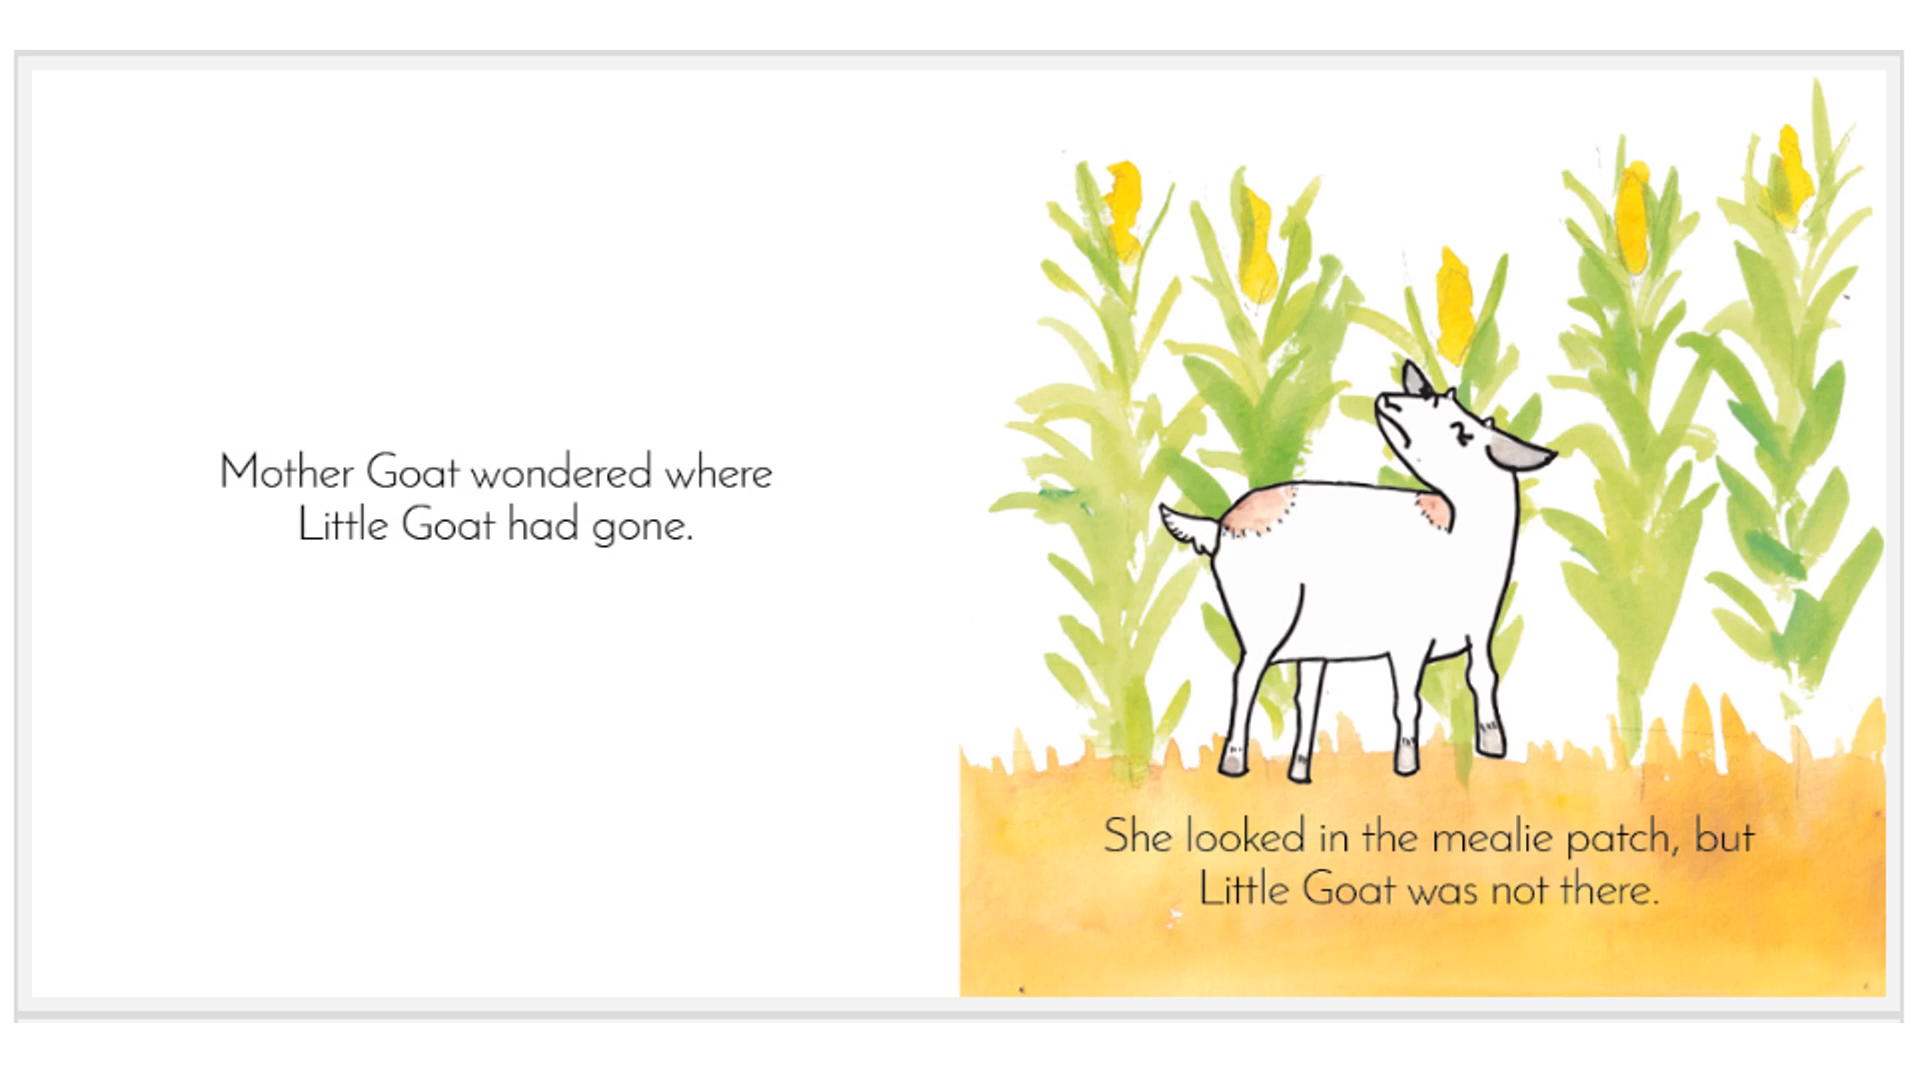 Mother Goat wondered where
Little Goat had gone.
She looked in the mealie patch, but
Little Goat was not there.